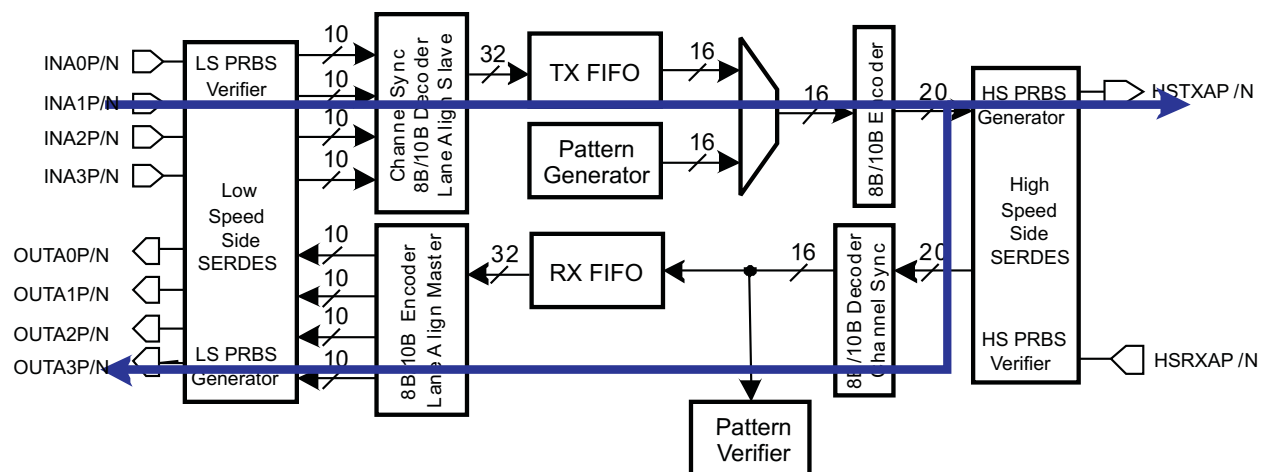 INA0P/N
INA1P/N
INA2P/N
INA3P/N
OUTA0P/N
OUTA1P/N
OUTA2P/N
OUTA3P/N
LS PRBS
Verifier
Low
Speed
Side
SERDES
LS PRBS
Generator
10
10
10
10
10
10
10
10
Channel Sync
8B/10B Decoder
Lane Align Slave
32
TX FIFO
16
Pattern
Generator
16
16
8B/10B Encoder
20
HS PRBS
Generator
High
Speed
Side
SERDES
HS PRBS
Verifier
HSTXAP/N
HSRXAP/N
8B/10B Encoder
Lane Align Master
32
RX FIFO
16
8B/10B Decoder
Channel Sync
20
Pattern
Verifier